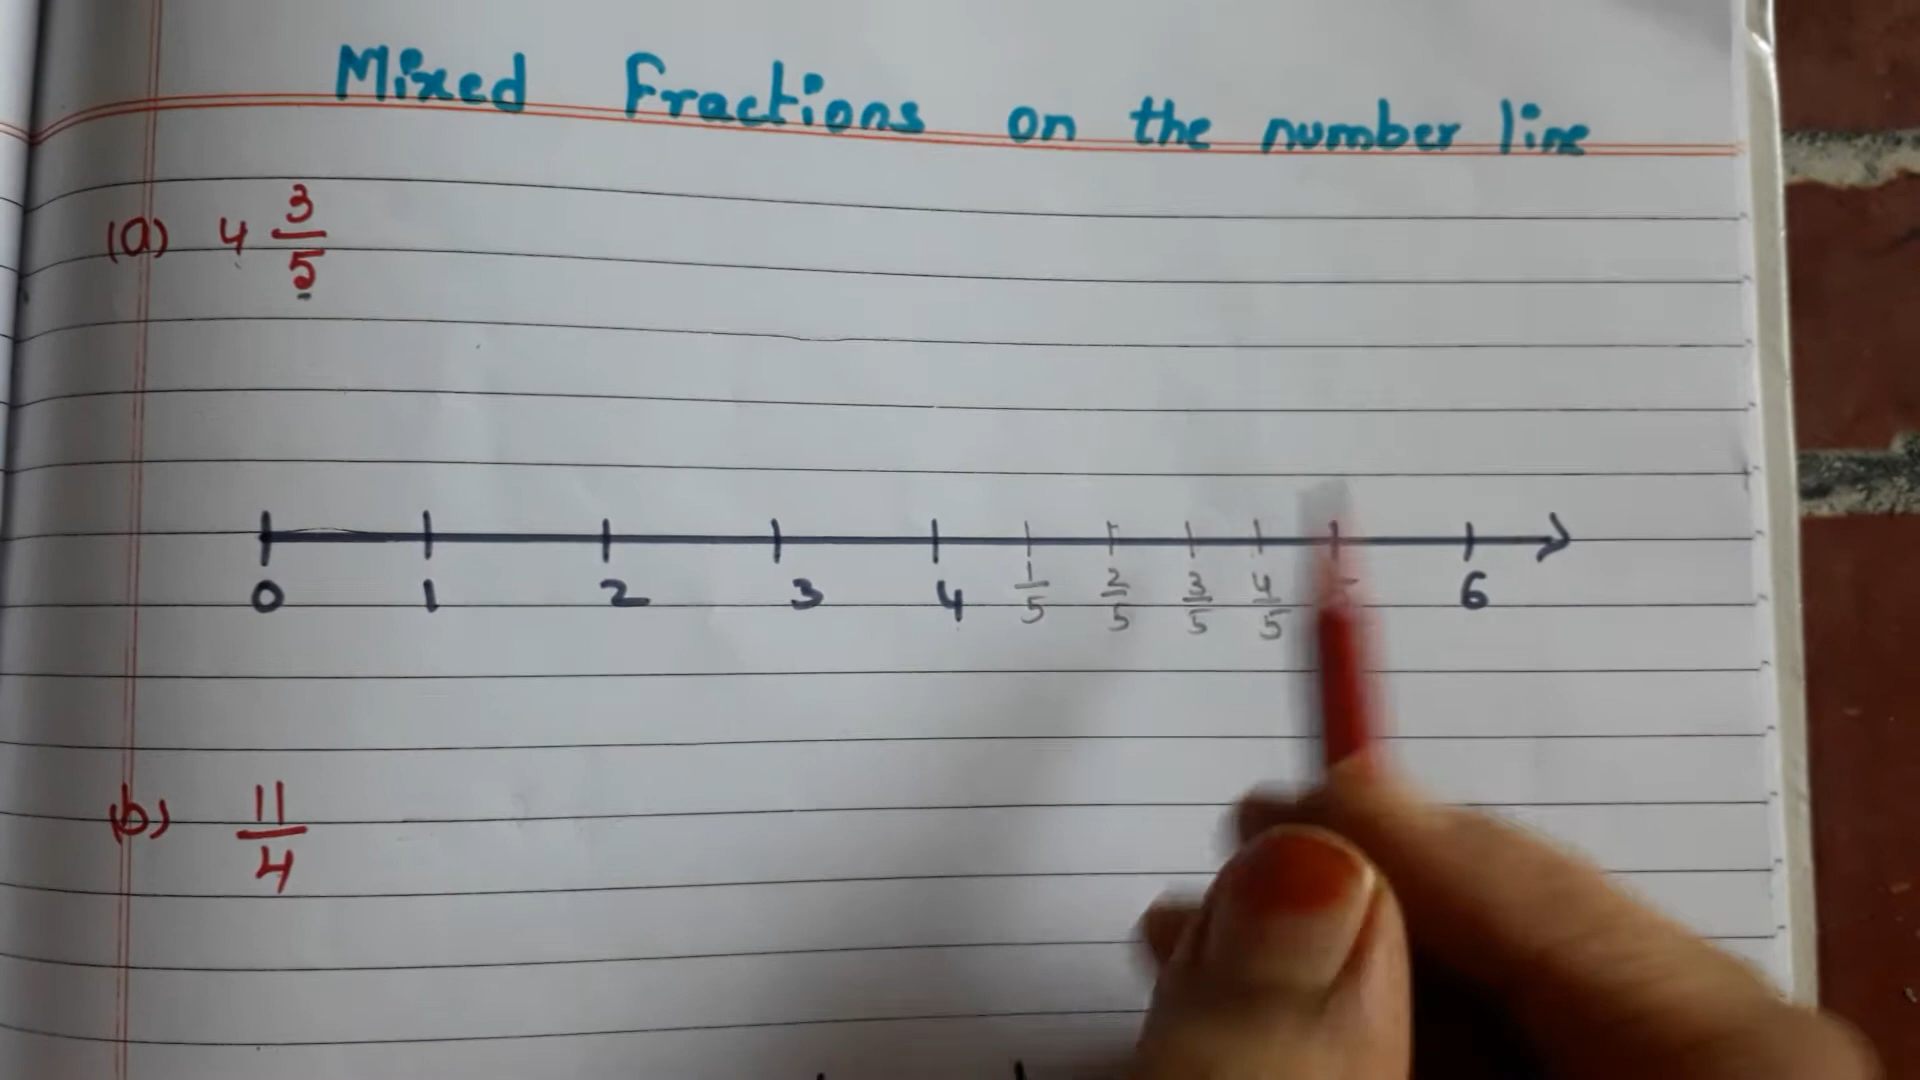 Mixed Fractions on the number line
(a) 4 3/5
0 1 2 3 4 1/5 2/5 3/5 4/5 6
(b) 11/4